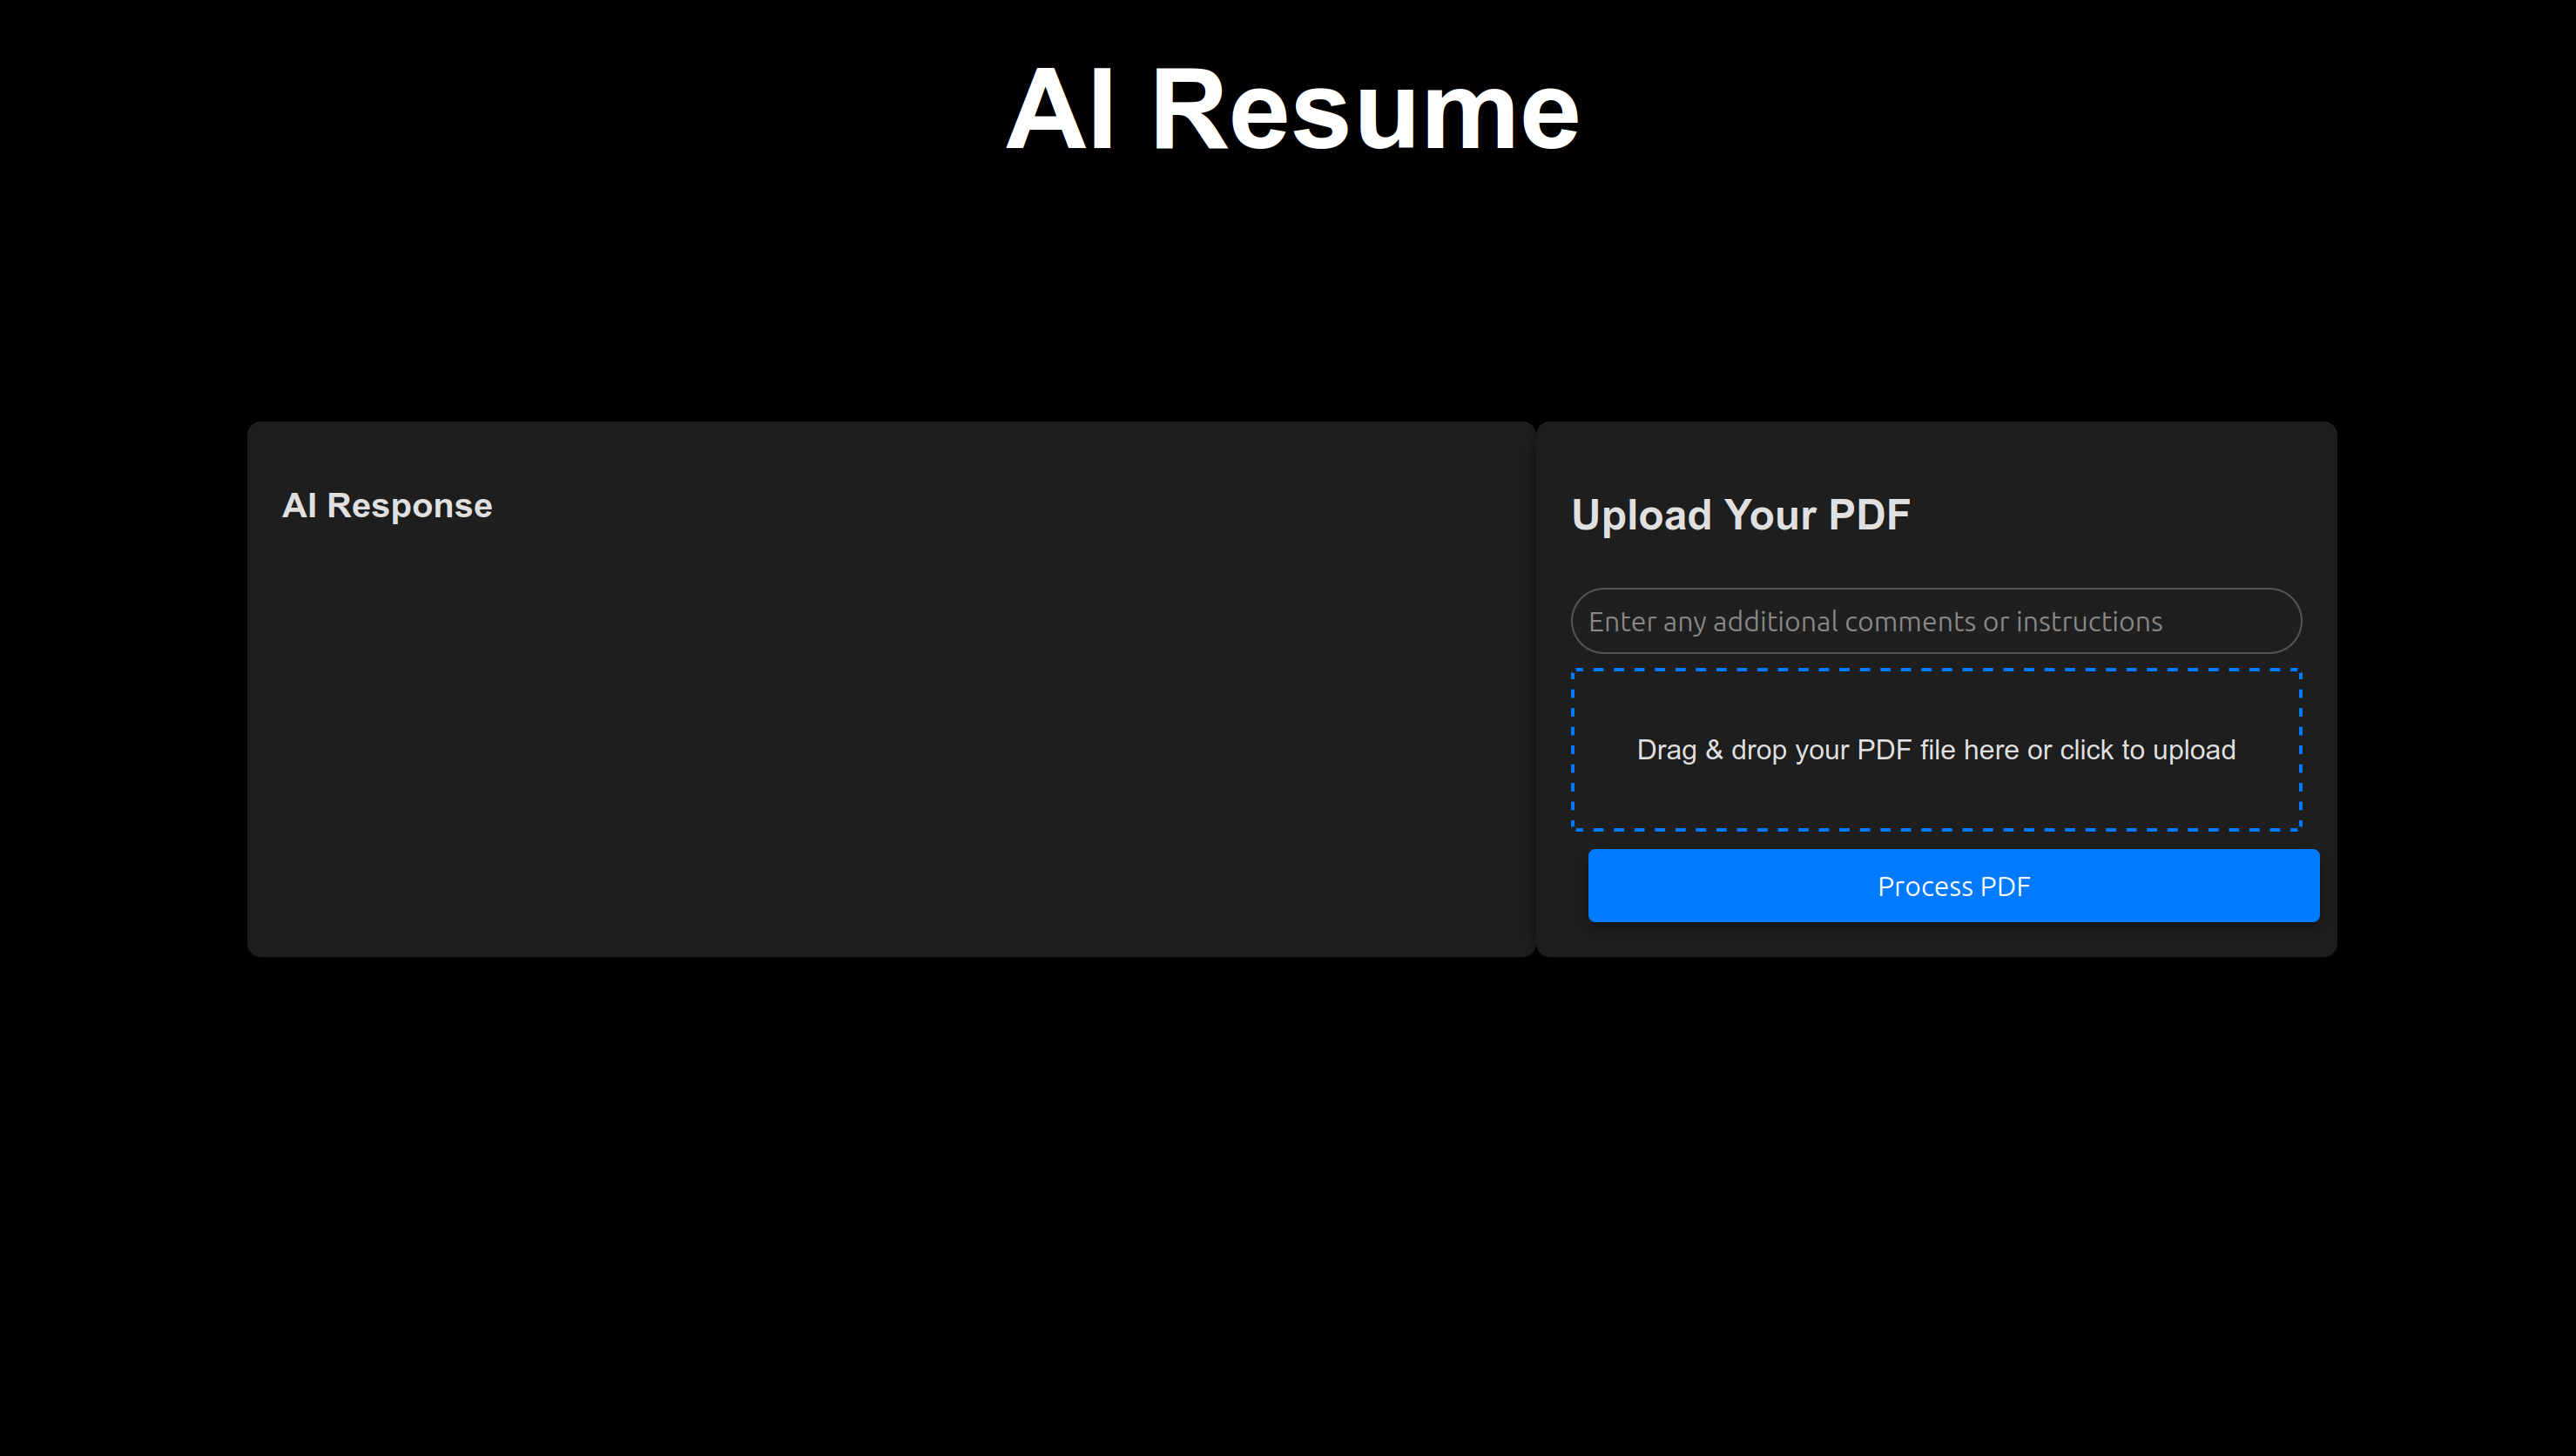 AI Resume
AI Response
Upload Your PDF
Enter any additional comments or instructions
Drag & drop your PDF file here or click to upload
Process PDF